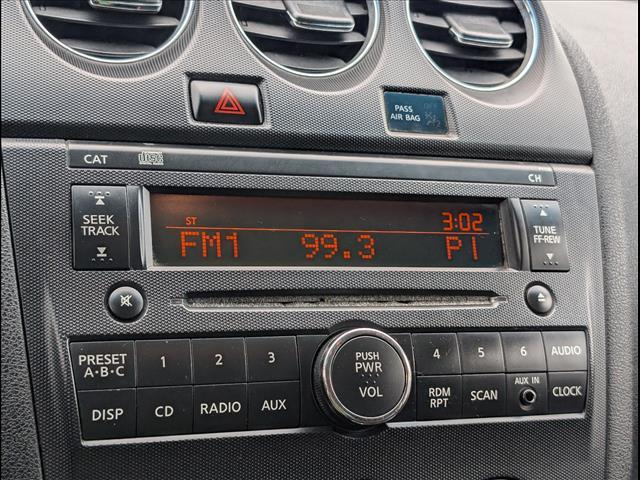 PASS OFF
AIR BAG
CAT
CH
SEEK
TRACK
ST
3:02
FM1 99.3 P1
TUNE
FF-REW
PRESET
A·B·C
1 2 3
PUSH
PWR
VOL
4 5 6 AUDIO
DISP CD RADIO AUX
RDM
RPT
SCAN
AUX IN
CLOCK